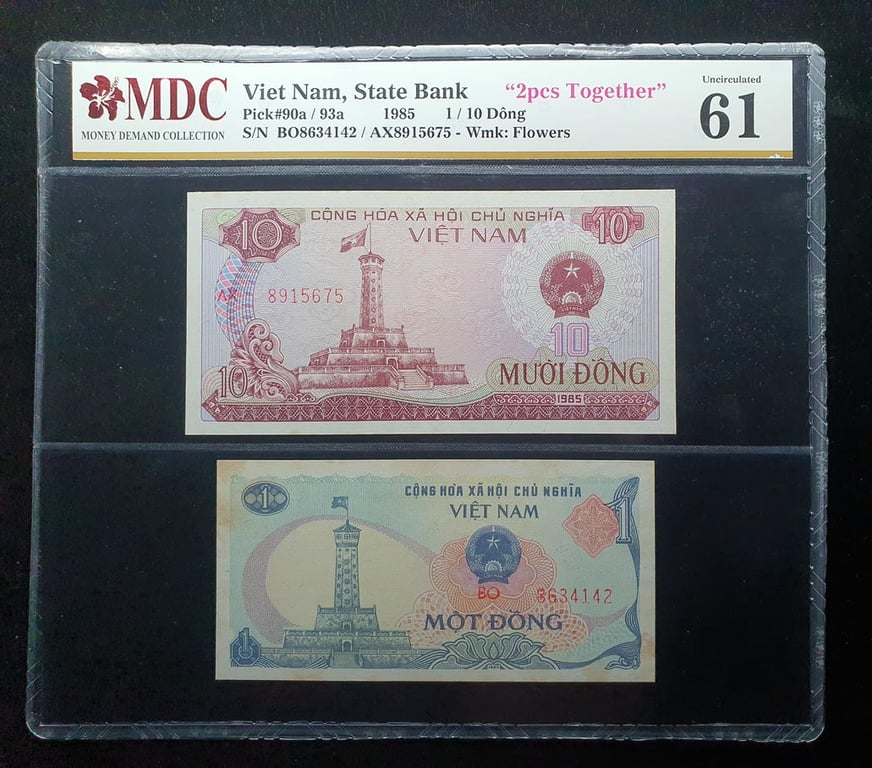 MDC
MONEY DEMAND COLLECTION
Viet Nam, State Bank "2pcs Together"
Pick#90a / 93a 1985 1 / 10 Dông
S/N BO8634142 / AX8915675 - Wmk: Flowers
Uncirculated
61
10 CỘNG HÒA XÃ HỘI CHỦ NGHĨA 10
VIỆT NAM
AX 8915675
VIETNAM
10
10 MƯỜI ĐỒNG
1985
1 CỘNG HÒA XÃ HỘI CHỦ NGHĨA 1
VIỆT NAM
BO 8634142
1 MỘT ĐỒNG